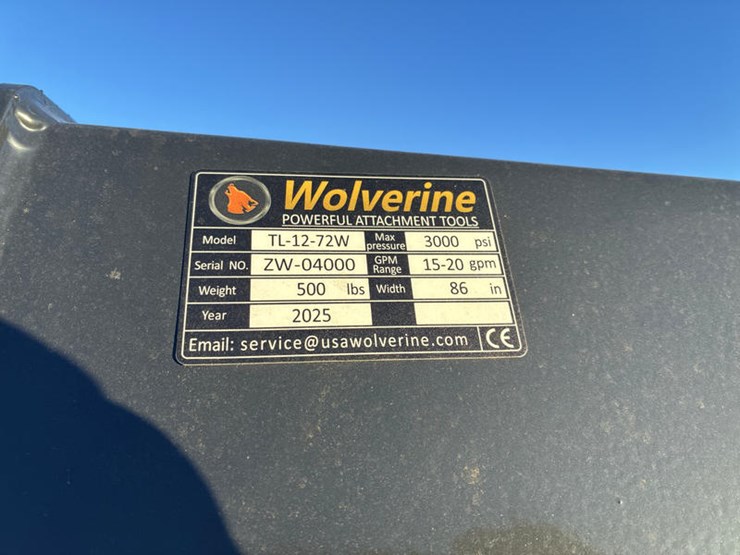 Wolverine
POWERFUL ATTACHMENT TOOLS
Model TL-12-72W Max pressure 3000 psi
Serial NO. ZW-04000 GPM Range 15-20 gpm
Weight 500 lbs Width 86 in
Year 2025
Email: service@usawolverine.com CE